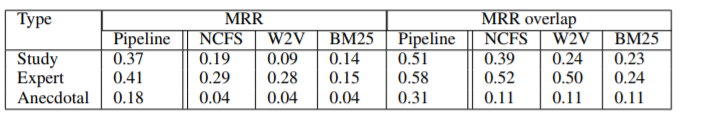 Type MRR MRR overlap
Pipeline NCFS W2V BM25 Pipeline NCFS W2V BM25
Study 0.37 0.19 0.09 0.14 0.51 0.39 0.24 0.23
Expert 0.41 0.29 0.28 0.15 0.58 0.52 0.50 0.24
Anecdotal 0.18 0.04 0.04 0.04 0.31 0.11 0.11 0.11